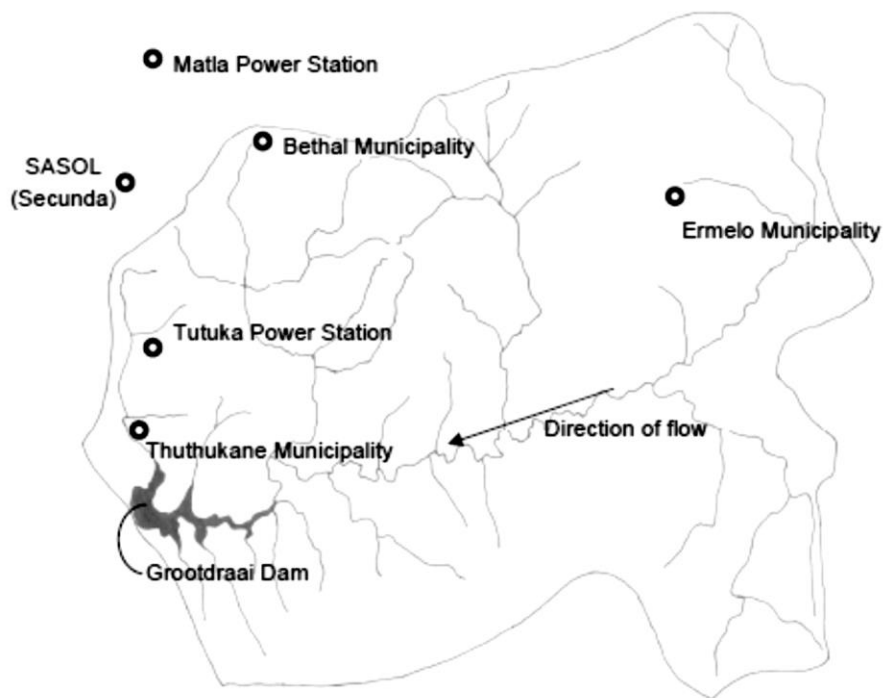 Matla Power Station
Bethal Municipality
SASOL
(Secunda)
Ermelo Municipality
Tutuka Power Station
Direction of flow
Thuthukane Municipality
Grootdraai Dam